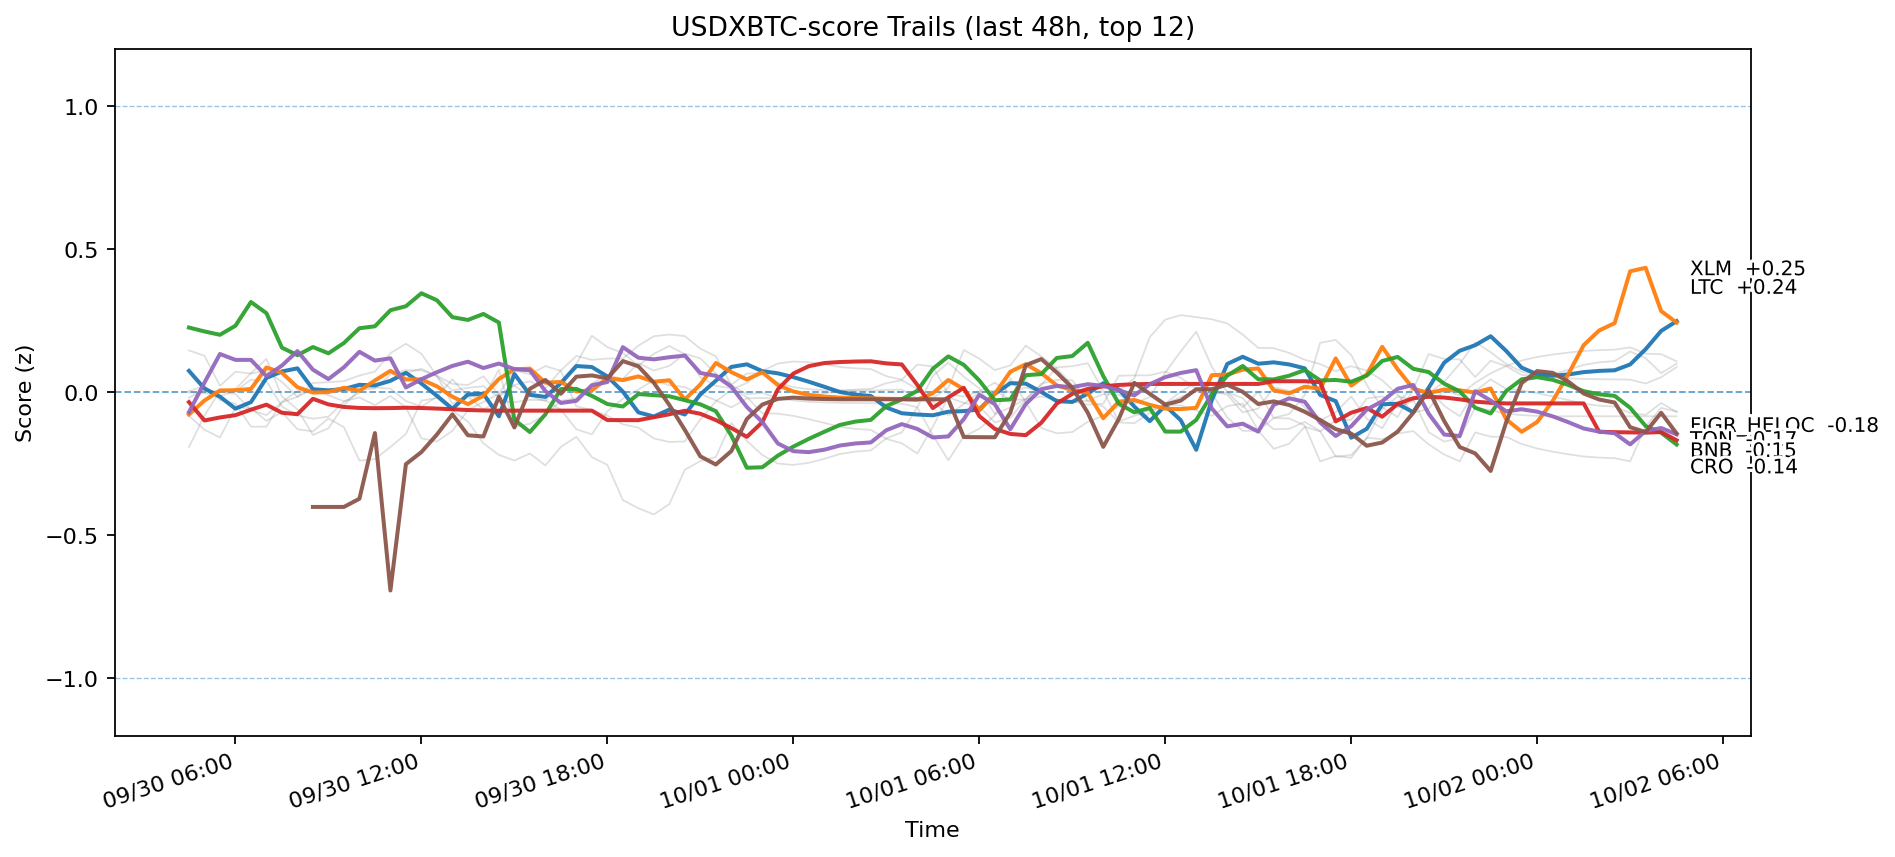 USDXBTC-score Trails (last 48h, top 12)
Score (z)
1.0
0.5
0.0
−0.5
−1.0
XLM +0.25
LTC +0.24
FIGR_HELOC -0.18
TON -0.17
BNB -0.15
CRO -0.14
09/30 06:00
09/30 12:00
09/30 18:00
10/01 00:00
10/01 06:00
10/01 12:00
10/01 18:00
10/02 00:00
10/02 06:00
Time